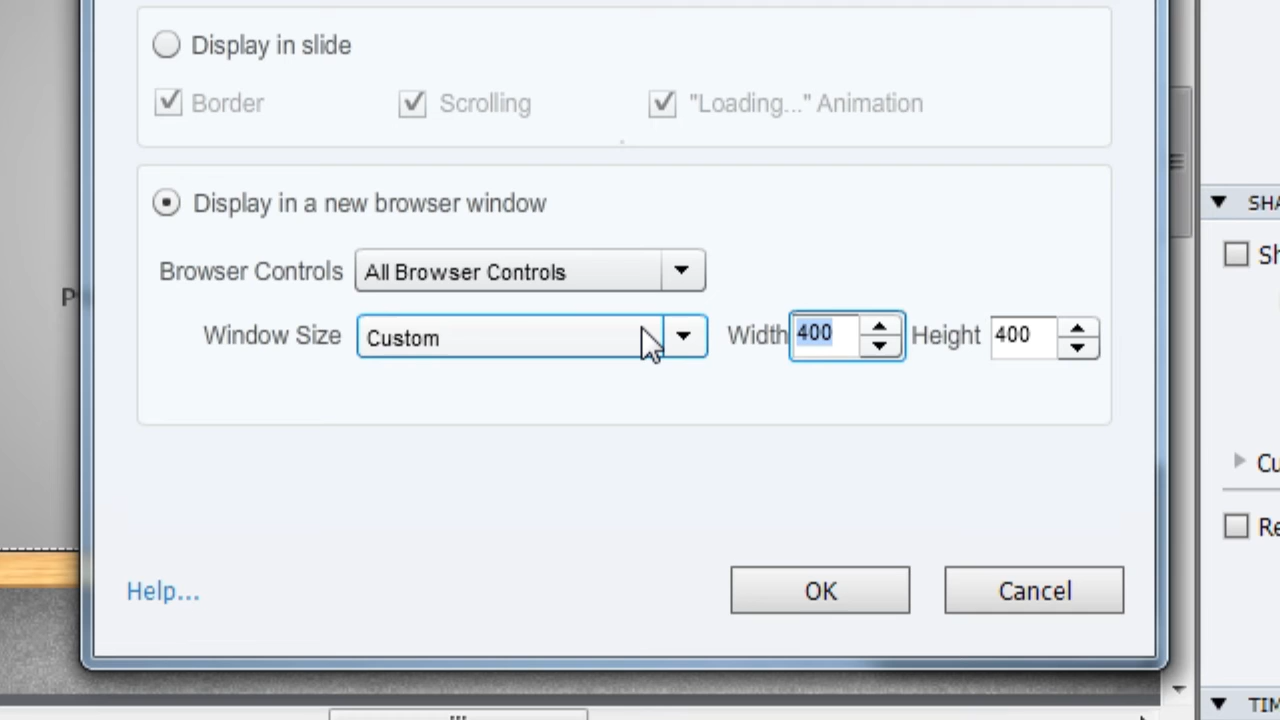 Display in slide
Border Scrolling "Loading..." Animation
Display in a new browser window
Browser Controls All Browser Controls
Window Size Custom Width 400 Height 400
Help... OK Cancel
P
SHA
Sh
Cu
Re
TIM